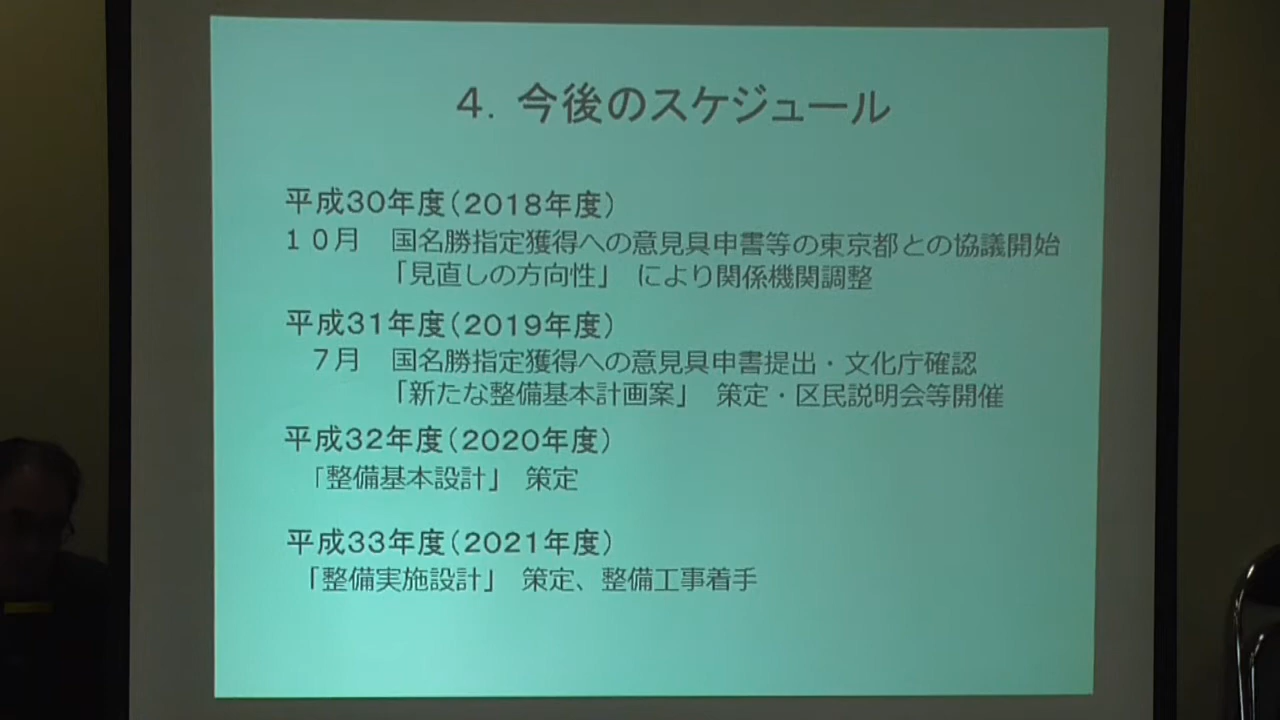 ４．今後のスケジュール
平成３０年度（２０１８年度）
１０月　国名勝指定獲得への意見具申書等の東京都との協議開始
「見直しの方向性」　により関係機関調整
平成３１年度（２０１９年度）
７月　国名勝指定獲得への意見具申書提出・文化庁確認
「新たな整備基本計画案」　策定・区民説明会等開催
平成３２年度（２０２０年度）
「整備基本設計」　策定
平成３３年度（２０２１年度）
「整備実施設計」　策定、整備工事着手